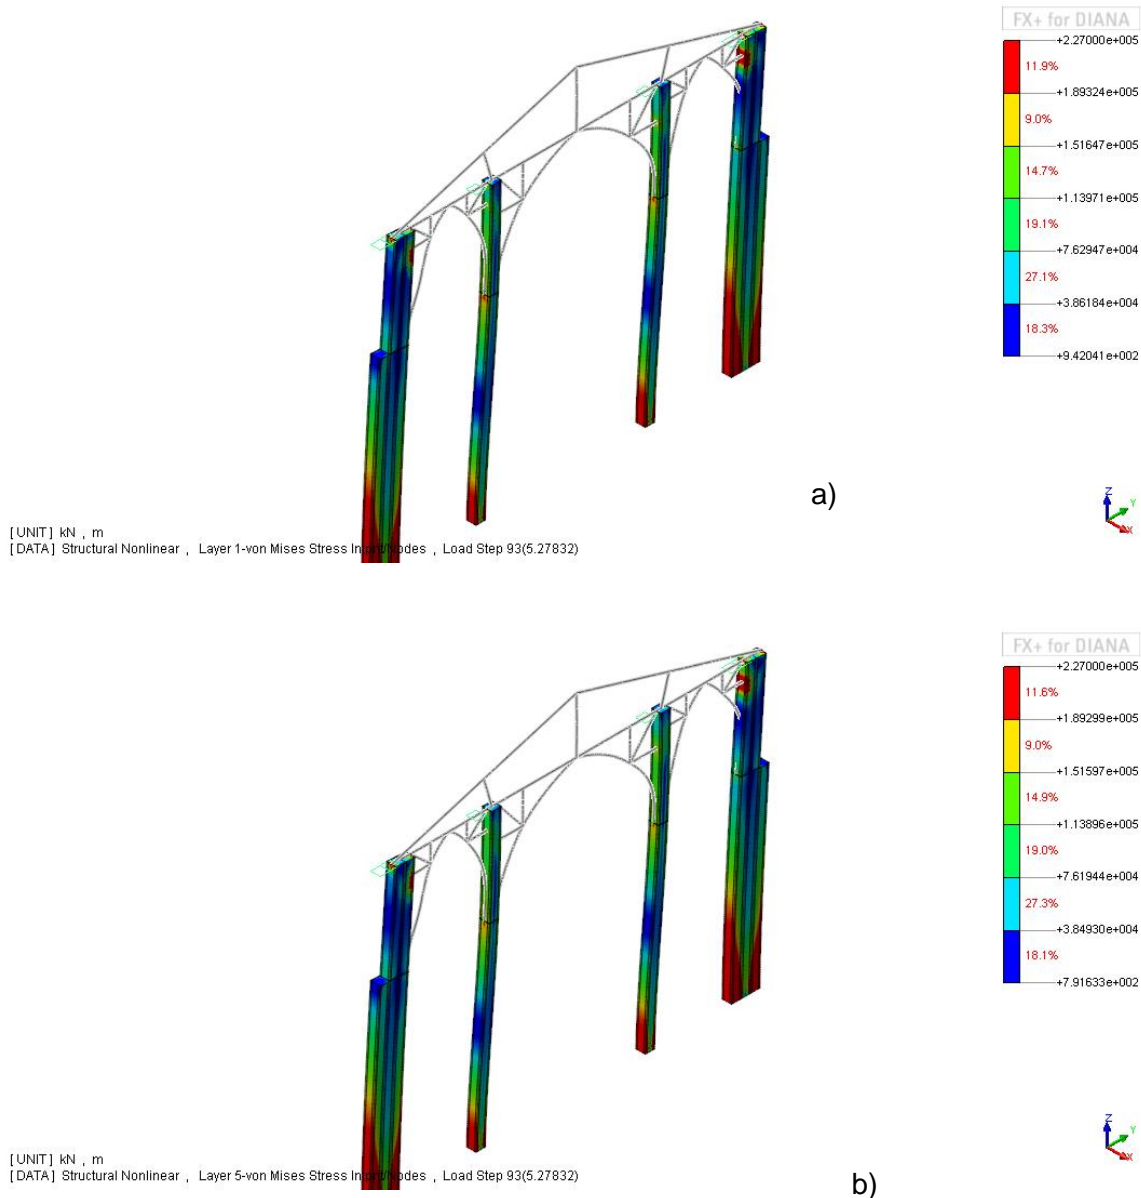 FX+ for DIANA
+2.27000e+005
11.9%
+1.89324e+005
9.0%
+1.51647e+005
14.7%
+1.13971e+005
19.1%
+7.62947e+004
27.1%
+3.86184e+004
18.3%
+9.42041e+002
a)
Z
Y
X
[UNIT] kN , m
[DATA] Structural Nonlinear , Layer 1-von Mises Stress In Nodes , Load Step 93(5.27832)
FX+ for DIANA
+2.27000e+005
11.6%
+1.89299e+005
9.0%
+1.51597e+005
14.9%
+1.13896e+005
19.0%
+7.61944e+004
27.3%
+3.84930e+004
18.1%
+7.91633e+002
Z
Y
X
[UNIT] kN , m
[DATA] Structural Nonlinear , Layer 5-von Mises Stress In Nodes , Load Step 93(5.27832)
b)